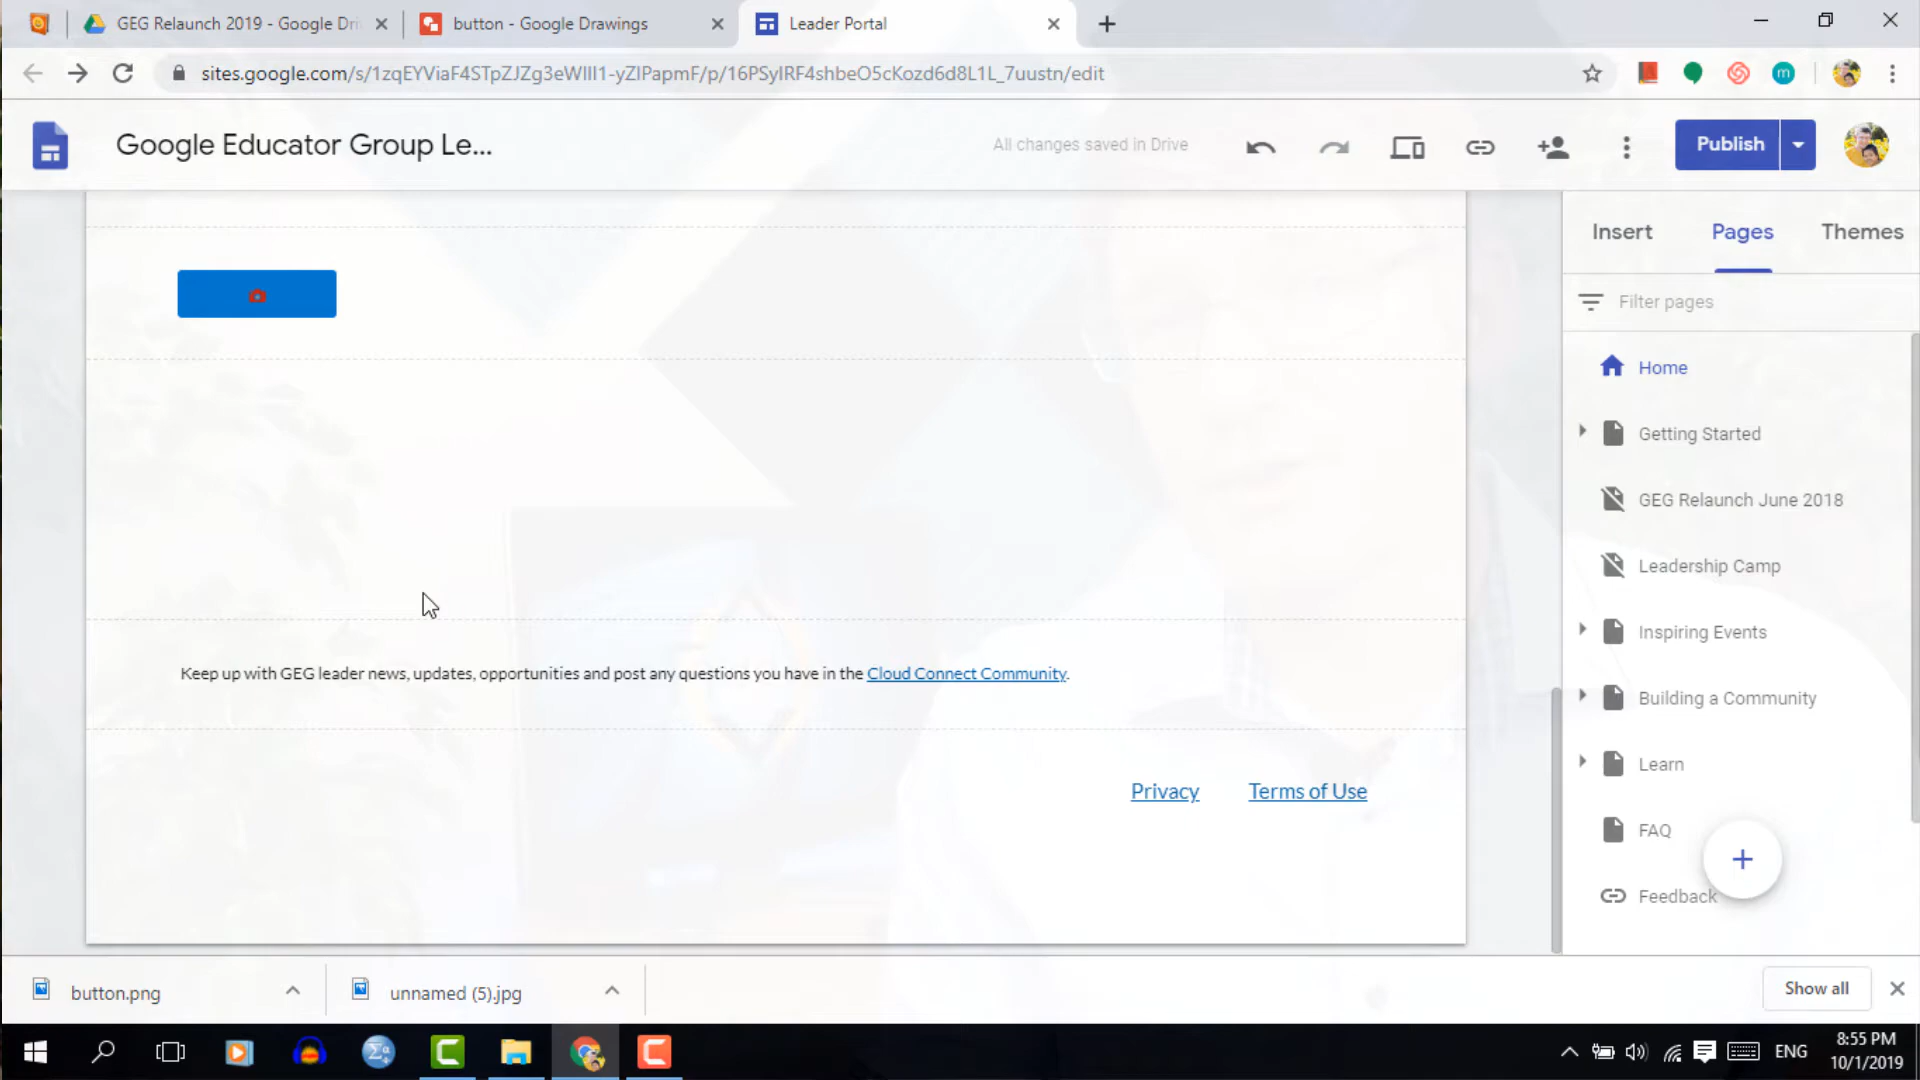 GEG Relaunch 2019 - Google Dri
button - Google Drawings
Leader Portal
sites.google.com/s/1zqEYViaF4STpZJZg3eWIII1-yZIPapmF/p/16PSyIRF4shbeO5cKozd6d8L1L_7uustn/edit
Google Educator Group Le...
All changes saved in Drive
Publish
Insert
Pages
Themes
Filter pages
Home
Getting Started
GEG Relaunch June 2018
Leadership Camp
Inspiring Events
Building a Community
Learn
FAQ
Feedback
Keep up with GEG leader news, updates, opportunities and post any questions you have in the Cloud Connect Community.
Privacy
Terms of Use
button.png
unnamed (5).jpg
Show all
ENG
8:55 PM
10/1/2019